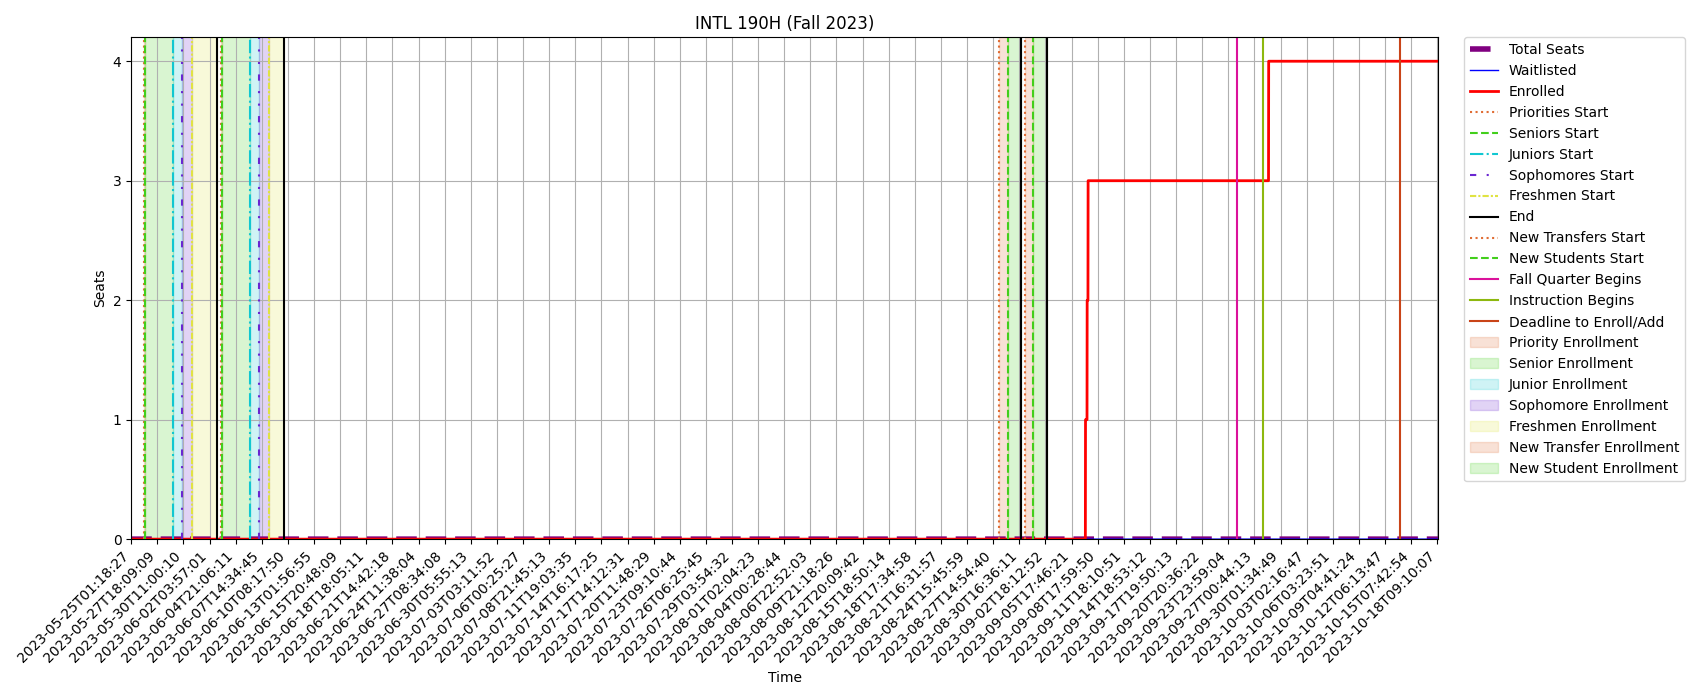 INTL 190H (Fall 2023)
Seats
4
3
2
1
0
2023-05-25T01:18:27
2023-05-27T18:09:09
2023-05-30T11:00:10
2023-06-02T03:57:01
2023-06-04T21:06:11
2023-06-07T14:34:45
2023-06-10T08:17:50
2023-06-13T01:56:55
2023-06-15T20:48:09
2023-06-18T18:05:11
2023-06-21T14:42:18
2023-06-24T11:38:04
2023-06-27T08:34:08
2023-06-30T05:55:13
2023-07-03T03:11:52
2023-07-06T00:25:27
2023-07-08T21:45:13
2023-07-11T19:03:35
2023-07-14T16:17:25
2023-07-17T14:12:31
2023-07-20T11:48:29
2023-07-23T09:10:44
2023-07-26T06:25:45
2023-07-29T03:54:32
2023-08-01T02:04:23
2023-08-04T00:28:44
2023-08-06T22:52:03
2023-08-09T21:18:26
2023-08-12T20:09:42
2023-08-15T18:50:14
2023-08-18T17:34:58
2023-08-21T16:31:57
2023-08-24T15:45:59
2023-08-27T14:54:40
2023-08-30T16:36:11
2023-09-02T18:12:52
2023-09-05T17:46:21
2023-09-08T17:59:50
2023-09-11T18:10:51
2023-09-14T18:53:12
2023-09-17T19:50:13
2023-09-20T20:36:22
2023-09-23T23:59:04
2023-09-27T00:44:13
2023-09-30T01:34:49
2023-10-03T02:16:47
2023-10-06T03:23:51
2023-10-09T04:41:24
2023-10-12T06:13:47
2023-10-15T07:42:54
2023-10-18T09:10:07
Time
Total Seats
Waitlisted
Enrolled
Priorities Start
Seniors Start
Juniors Start
Sophomores Start
Freshmen Start
End
New Transfers Start
New Students Start
Fall Quarter Begins
Instruction Begins
Deadline to Enroll/Add
Priority Enrollment
Senior Enrollment
Junior Enrollment
Sophomore Enrollment
Freshmen Enrollment
New Transfer Enrollment
New Student Enrollment